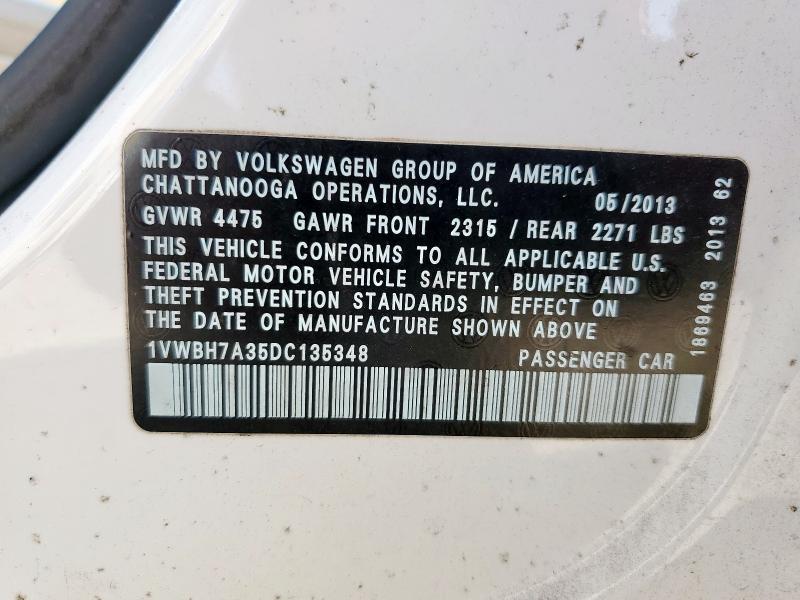 MFD BY VOLKSWAGEN GROUP OF AMERICA
CHATTANOOGA OPERATIONS, LLC. 05/2013
GVWR 4475 GAWR FRONT 2315 / REAR 2271 LBS
THIS VEHICLE CONFORMS TO ALL APPLICABLE U.S.
FEDERAL MOTOR VEHICLE SAFETY, BUMPER AND
THEFT PREVENTION STANDARDS IN EFFECT ON
THE DATE OF MANUFACTURE SHOWN ABOVE
1VWBH7A35DC135348 PASSENGER CAR
1869463 2013 62